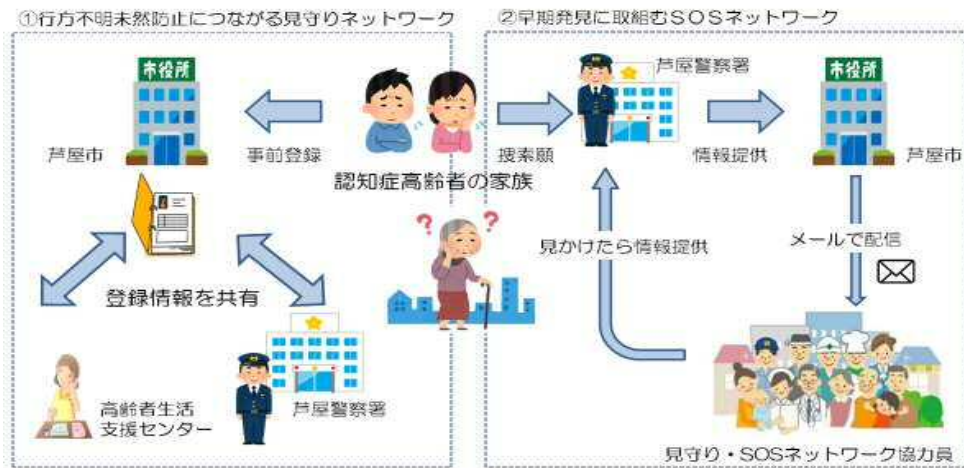 ①行方不明未然防止につながる見守りネットワーク
②早期発見に取組むSOSネットワーク
市役所
芦屋市
事前登録
認知症高齢者の家族
捜索願
芦屋警察署
情報提供
市役所
芦屋市
登録情報を共有
高齢者生活
支援センター
芦屋警察署
?
?
見かけたら情報提供
メールで配信
見守り・SOSネットワーク協力員